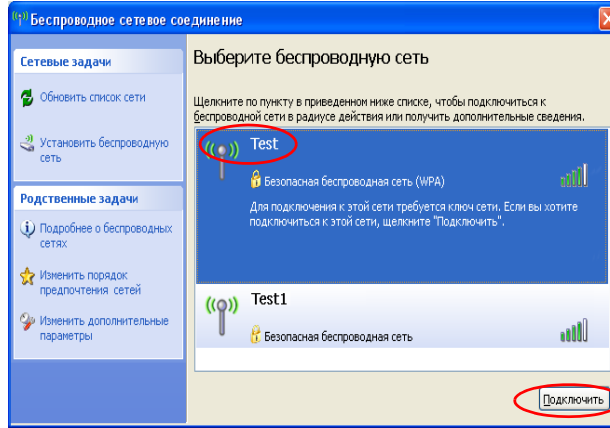 Беспроводное сетевое соединение
Сетевые задачи
Обновить список сети
Установить беспроводную
сеть
Родственные задачи
Подробнее о беспроводных
сетях
Изменить порядок
предпочтения сетей
Изменить дополнительные
параметры
Выберите беспроводную сеть
Щелкните по пункту в приведенном ниже списке, чтобы подключиться к
беспроводной сети в радиусе действия или получить дополнительные сведения.
Test
Безопасная беспроводная сеть (WPA)
Для подключения к этой сети требуется ключ сети. Если вы хотите
подключиться к этой сети, щелкните "Подключить".
Test1
Безопасная беспроводная сеть
Подключить